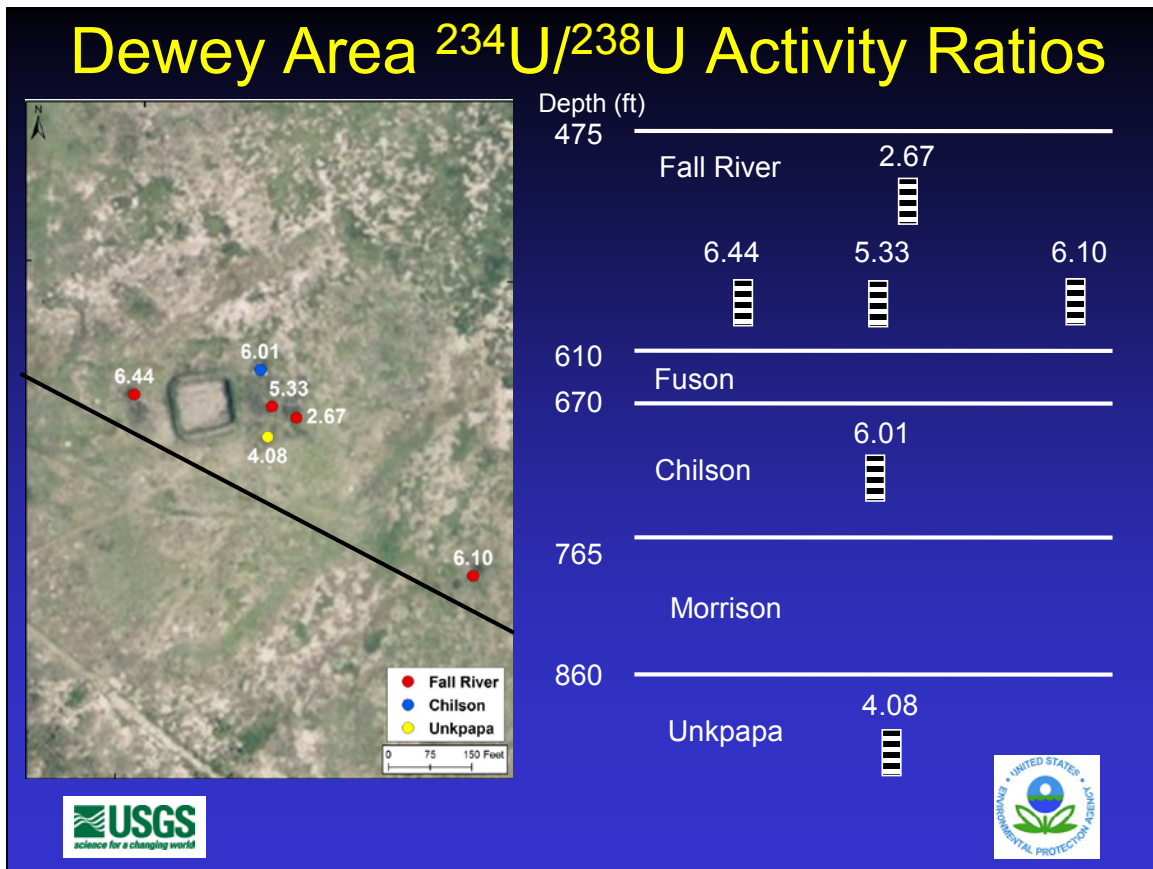 Dewey Area ²³⁴U/²³⁸U Activity Ratios
N
6.01
6.44
5.33
2.67
4.08
6.10
Fall River
Chilson
Unkpapa
0 75 150 Feet
Depth (ft)
475
Fall River
2.67
6.44 5.33 6.10
610
Fuson
670
6.01
Chilson
765
Morrison
860
4.08
Unkpapa
USGS
science for a changing world
UNITED STATES
ENVIRONMENTAL PROTECTION AGENCY